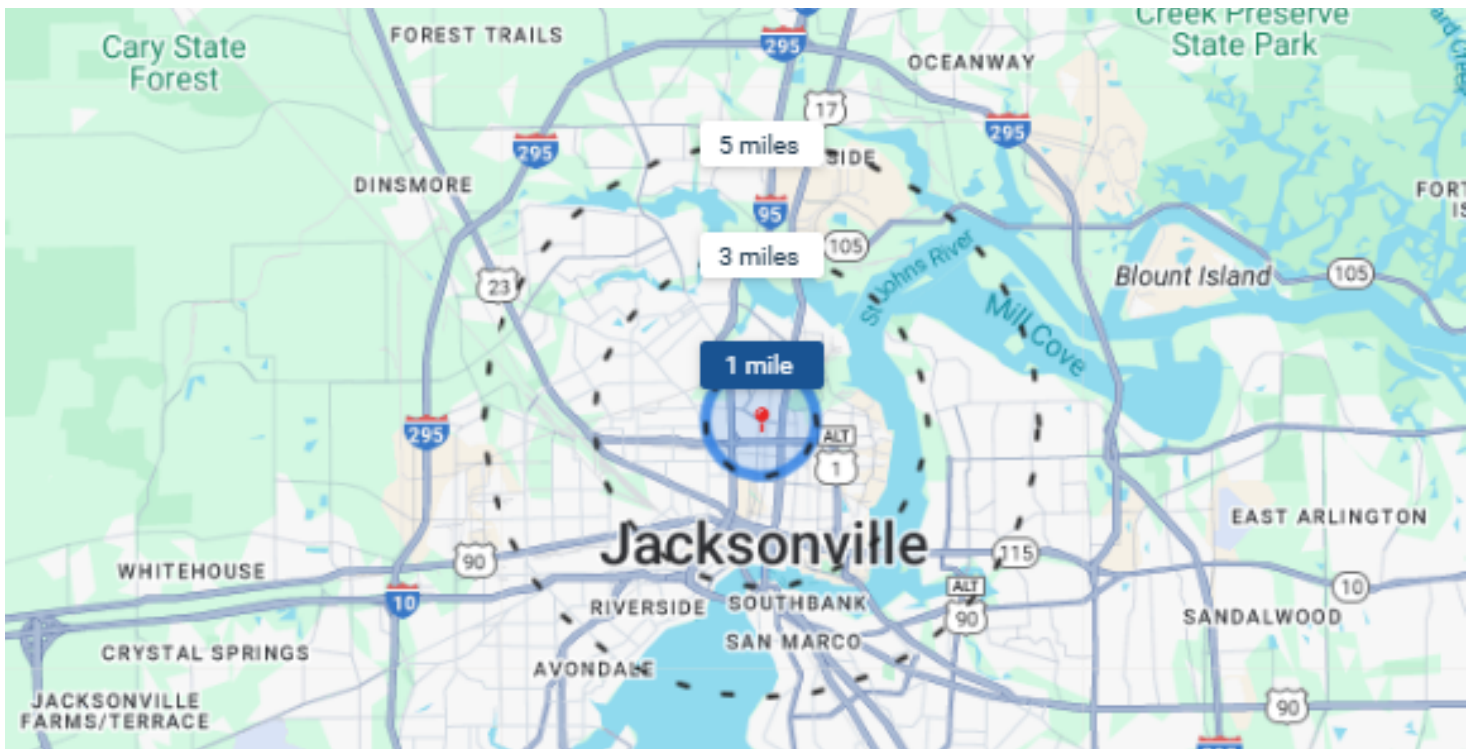 Cary State
Forest
FOREST TRAILS
295
OCEANWAY
Creek Preserve
State Park
17
295
295
5 miles
SIDE
DINSMORE
95
FORT
IS
3 miles
105
St Johns River
Blount Island
105
23
Mill Cove
1 mile
295
ALT
1
EAST ARLINGTON
Jacksonville
90
115
WHITEHOUSE
10
ALT
10
RIVERSIDE
SOUTHBANK
90
SANDALWOOD
SAN MARCO
CRYSTAL SPRINGS
AVONDALE
JACKSONVILLE
FARMS/TERRACE
90